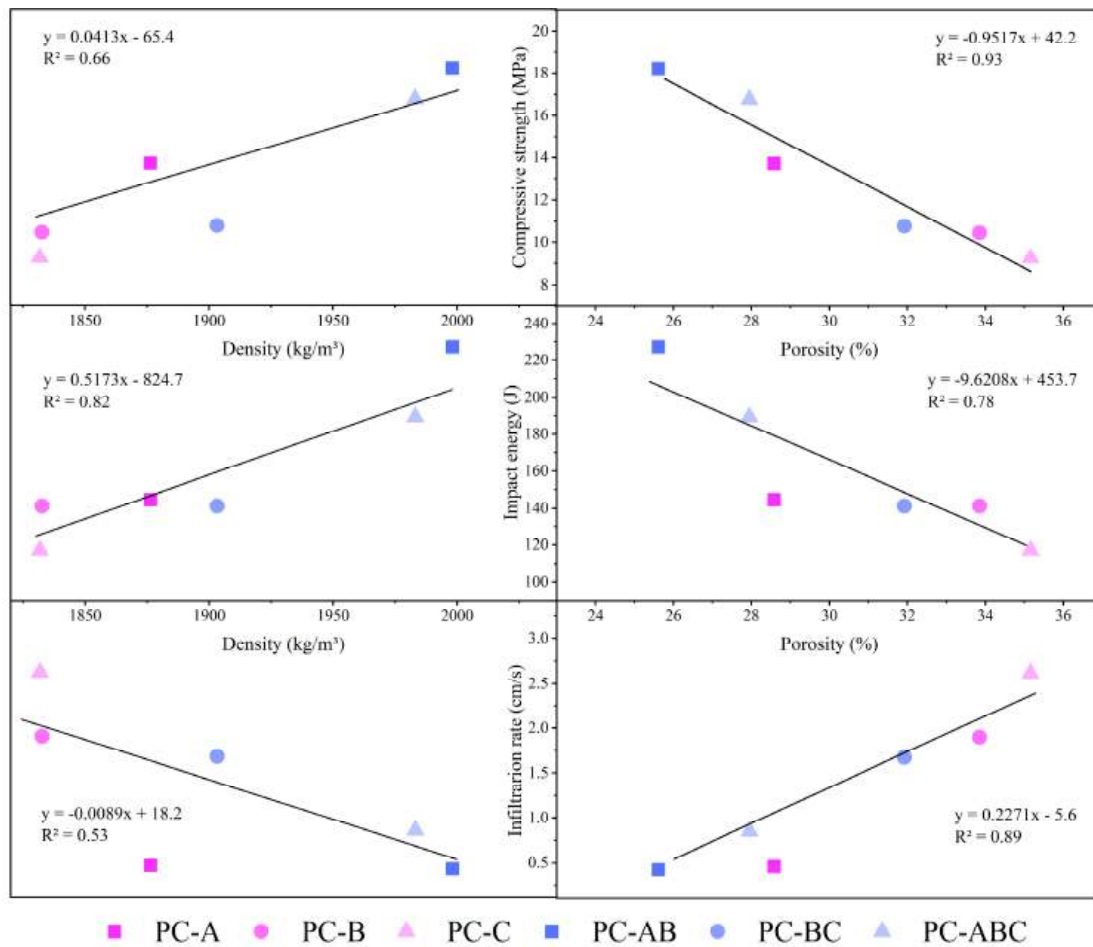 y = 0.0413x - 65.4
R² = 0.66
1850 1900 1950 2000
Density (kg/m³)
Compressive strength (MPa)
20
18
16
14
12
10
8
y = -0.9517x + 42.2
R² = 0.93
24 26 28 30 32 34 36
Porosity (%)
y = 0.5173x - 824.7
R² = 0.82
1850 1900 1950 2000
Density (kg/m³)
Impact energy (J)
240
220
200
180
160
140
120
100
y = -9.6208x + 453.7
R² = 0.78
24 26 28 30 32 34 36
Porosity (%)
y = -0.0089x + 18.2
R² = 0.53
Infiltrarion rate (cm/s)
3.0
2.5
2.0
1.5
1.0
0.5
y = 0.2271x - 5.6
R² = 0.89
PC-A PC-B PC-C PC-AB PC-BC PC-ABC